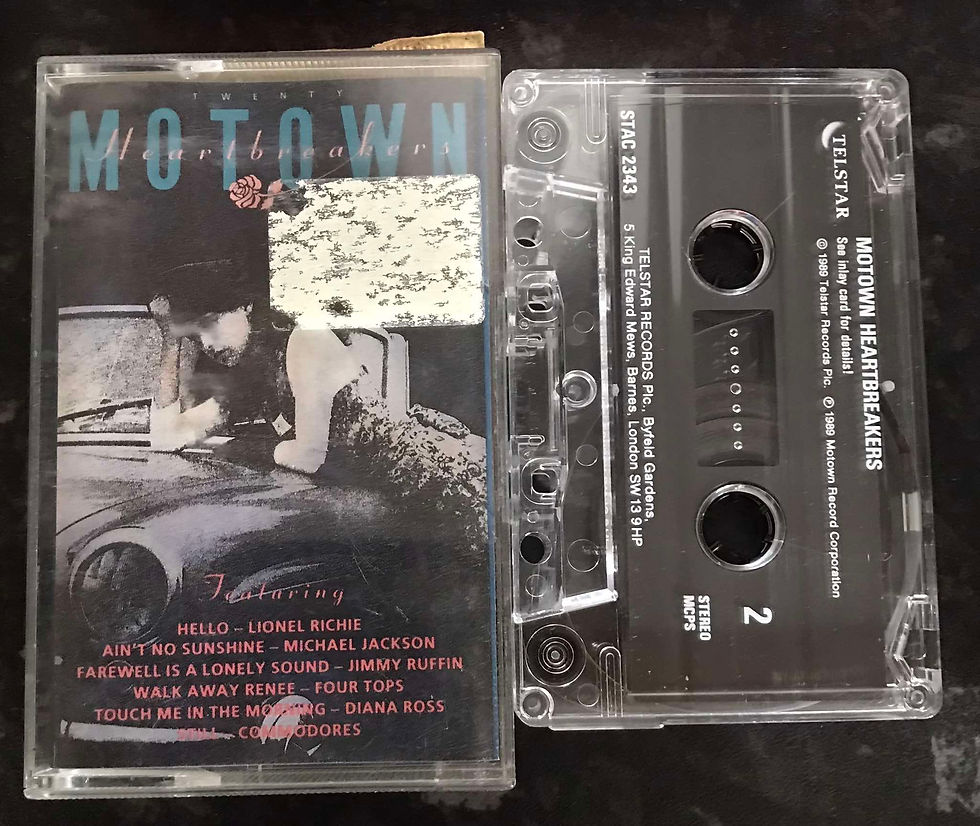 TWENTY
MOTOWN
Heartbreakers
Featuring
HELLO – LIONEL RICHIE
AIN'T NO SUNSHINE – MICHAEL JACKSON
FAREWELL IS A LONELY SOUND – JIMMY RUFFIN
WALK AWAY RENEE – FOUR TOPS
TOUCH ME IN THE MORNING – DIANA ROSS
STILL – COMMODORES
TELSTAR
MOTOWN HEARTBREAKERS
See inlay card for details!
© 1989 Telstar Records Plc. ℗ 1989 Motown Record Corporation
2
STEREO
MCPS
STAC 2343
TELSTAR RECORDS Plc., Byfeld Gardens,
5 King Edward Mews, Barnes, London SW13 9HP